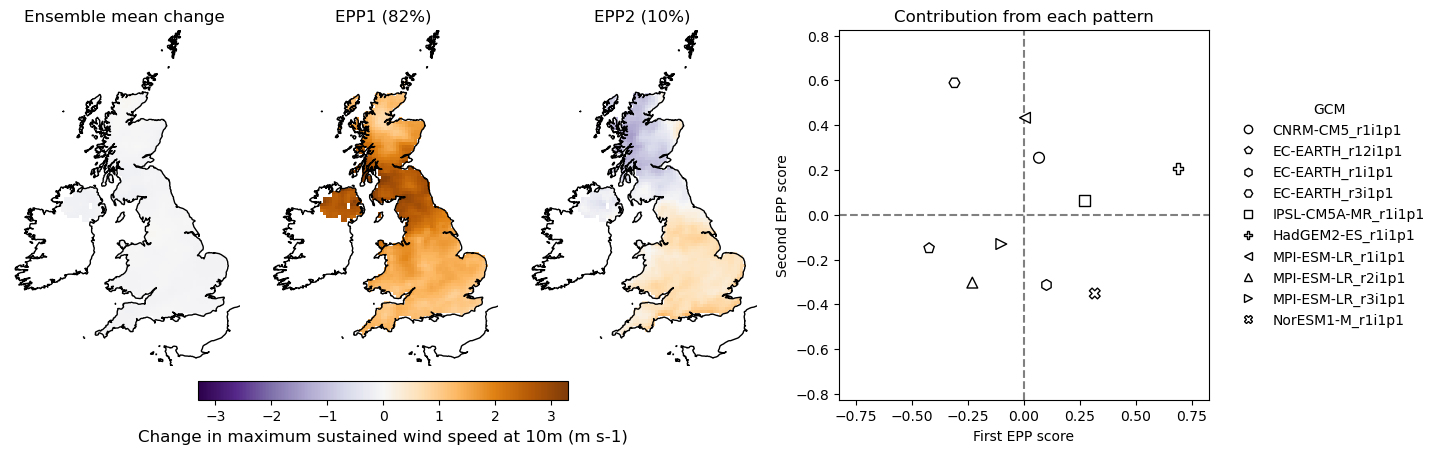 Ensemble mean change
EPP1 (82%)
EPP2 (10%)
−3 −2 −1 0 1 2 3
Change in maximum sustained wind speed at 10m (m s-1)
Contribution from each pattern
Second EPP score
0.8
0.6
0.4
0.2
0.0
−0.2
−0.4
−0.6
−0.8
−0.75 −0.50 −0.25 0.00 0.25 0.50 0.75
First EPP score
GCM
CNRM-CM5_r1i1p1
EC-EARTH_r12i1p1
EC-EARTH_r1i1p1
EC-EARTH_r3i1p1
IPSL-CM5A-MR_r1i1p1
HadGEM2-ES_r1i1p1
MPI-ESM-LR_r1i1p1
MPI-ESM-LR_r2i1p1
MPI-ESM-LR_r3i1p1
NorESM1-M_r1i1p1